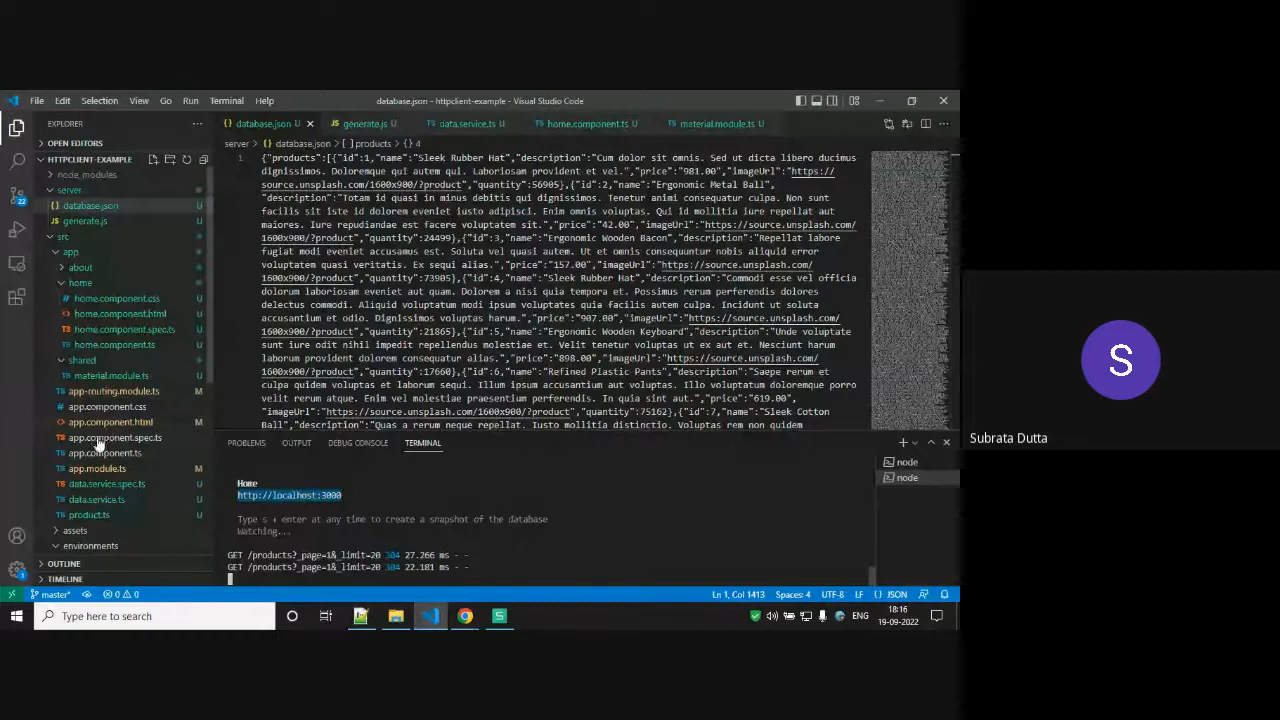 File Edit Selection View Go Run Terminal Help
database.json - httpclient-example - Visual Studio Code
EXPLORER
OPEN EDITORS
HTTPCLIENT-EXAMPLE
node_modules
server
{} database.json U
generate.js U
src
app
about
home
home.component.css U
home.component.html U
home.component.spec.ts U
home.component.ts U
shared
material.module.ts U
app-routing.module.ts M
app.component.css
app.component.html M
app.component.spec.ts
app.component.ts
app.module.ts M
data.service.spec.ts U
data.service.ts U
product.ts U
assets
environments
OUTLINE
TIMELINE
{} database.json U JS generate.js U TS data.service.ts U TS home.component.ts U TS material.module.ts U
server > {} database.json > [ ] products > {} 4
1 {"products":[{"id":1,"name":"Sleek Rubber Hat","description":"Cum dolor sit omnis. Sed ut dicta libero ducimus
dignissimos. Doloremque qui autem qui. Laboriosam provident et vel.","price":"981.00","imageUrl":"https://
source.unsplash.com/1600x900/?product","quantity":56905},{"id":2,"name":"Ergonomic Metal Ball",
"description":"Totam id quasi in minus debitis qui dignissimos. Tenetur animi consequatur culpa. Non sunt
facilis sit iste id dolorem eveniet iusto adipisci. Enim omnis voluptas. Qui id mollitia iure repellat aut
maiores. Iure repudiandae est facere voluptatem sit.","price":"42.00","imageUrl":"https://source.unsplash.com/
1600x900/?product","quantity":24499},{"id":3,"name":"Ergonomic Wooden Bacon","description":"Repellat labore
fugiat modi eveniet accusamus est. Soluta vel quasi autem. Ut et omnis consequuntur nobis aliquid error
voluptatem quasi veritatis. Ex sequi alias.","price":"157.00","imageUrl":"https://source.unsplash.com/
1600x900/?product","quantity":73905},{"id":4,"name":"Sleek Rubber Hat","description":"Commodi esse vel officia
dolorum laboriosam eveniet aut quam. Dolorem a quia tempora et. Possimus rerum perferendis dolores
delectus commodi. Aliquid voluptatum modi iusto cum facilis autem culpa. Incidunt ut soluta
accusantium et dolor. Dignissimos voluptas harum.","price":"907.00","imageUrl":"https://source.unsplash.com/
1600x900/?product","quantity":21865},{"id":5,"name":"Ergonomic Wooden Keyboard","description":"Unde voluptate
sunt iure odit nihil impedit repellendus molestiae et. Velit tenetur voluptas ut ex aut et. Nesciunt harum
laborum provident dolorem consequatur alias.","price":"898.00","imageUrl":"https://source.unsplash.com/
1600x900/?product","quantity":17660},{"id":6,"name":"Refined Plastic Pants","description":"Saepe rerum et
culpa quidem voluptas et laborum sequi. Illum ipsum accusantium aut voluptatum dignissimos. Modi
Vel molestiae perferendis totam eaque rerum et. In quia sint aut.","price":"619.00",
"imageUrl":"https://source.unsplash.com/1600x900/?product","quantity":75162},{"id":7,"name":"Sleek Cotton
Ball","description":"Quam a rerum neque repellat. Iusto mollitia distinctio. Voluptas omnis commodi
PROBLEMS OUTPUT DEBUG CONSOLE TERMINAL
node
node
Home
http://localhost:3000
Type s + enter at any time to create a snapshot of the database
Watching...
GET /products?_page=1&_limit=20 304 27.266 ms - -
GET /products?_page=1&_limit=20 304 22.181 ms - -
master* 0 0 Ln 1, Col 1413 Spaces: 4 UTF-8 LF {} JSON
Type here to search
ENG
18:16
19-09-2022
S
Subrata Dutta